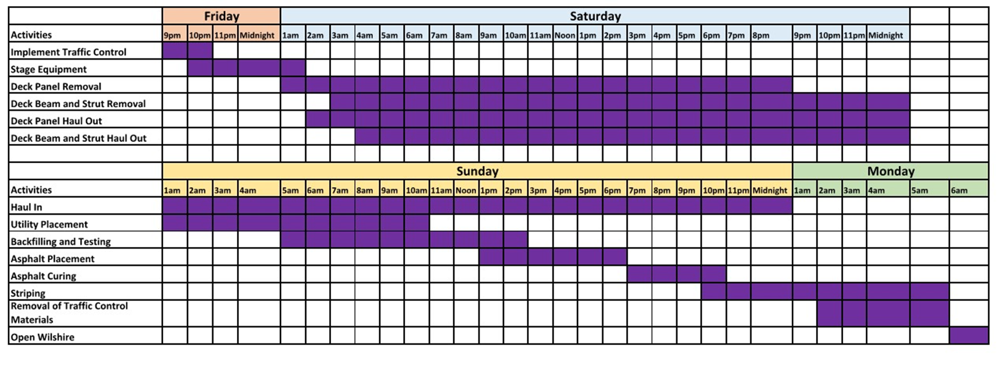 Friday Saturday
Activities 9pm 10pm 11pm Midnight 1am 2am 3am 4am 5am 6am 7am 8am 9am 10am 11am Noon 1pm 2pm 3pm 4pm 5pm 6pm 7pm 8pm 9pm 10pm 11pm Midnight
Implement Traffic Control
Stage Equipment
Deck Panel Removal
Deck Beam and Strut Removal
Deck Panel Haul Out
Deck Beam and Strut Haul Out
Sunday Monday
Activities 1am 2am 3am 4am 5am 6am 7am 8am 9am 10am 11am Noon 1pm 2pm 3pm 4pm 5pm 6pm 7pm 8pm 9pm 10pm 11pm Midnight 1am 2am 3am 4am 5am 6am
Haul In
Utility Placement
Backfilling and Testing
Asphalt Placement
Asphalt Curing
Striping
Removal of Traffic Control
Materials
Open Wilshire